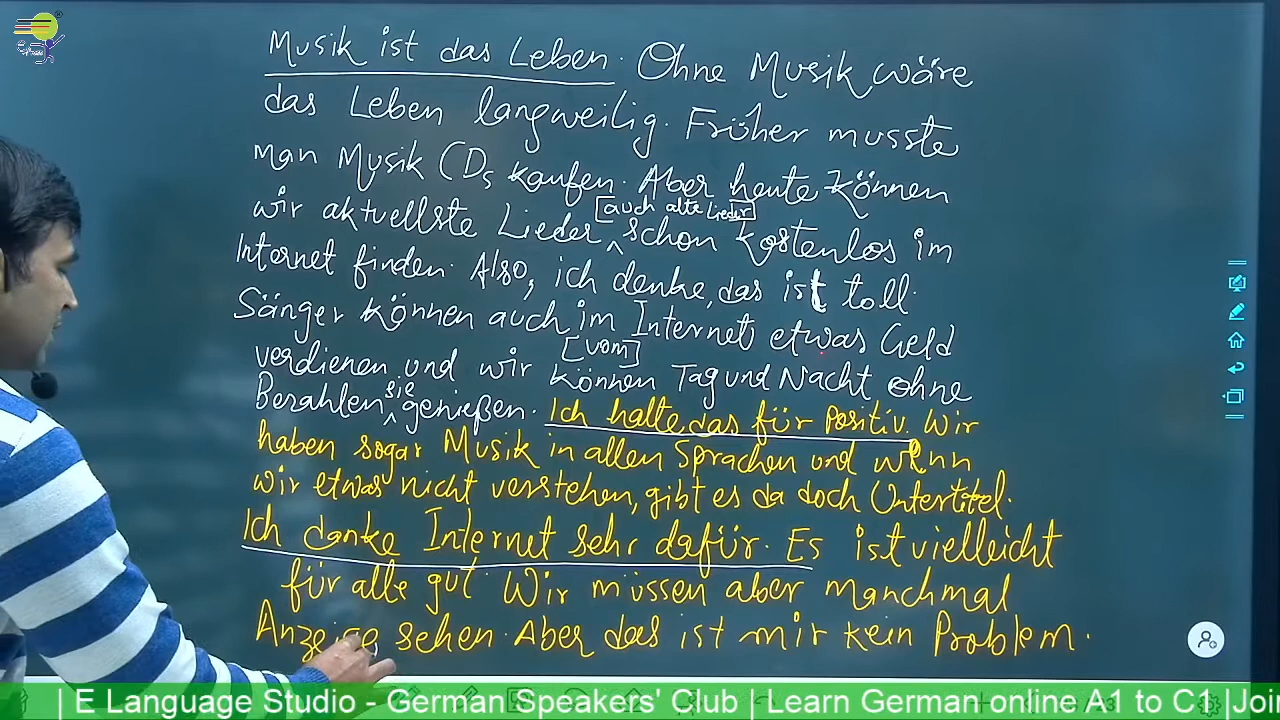 Musik ist das Leben. Ohne Musik wäre
das Leben langweilig. Früher musste
man Musik CDs kaufen. Aber heute können
[auch alte Lieder]
wir aktuellste Lieder ^ schon kostenlos im
Internet finden. Also, ich denke, das ist toll.
Sänger können auch im Internet etwas Geld
[vom]
verdienen und wir können Tag und Nacht ohne
sie
Bezahlen ^ genießen. Ich halte das für Positiv. Wir
haben sogar Musik in allen Sprachen und wenn
wir etwas nicht verstehen, gibt es da doch Untertitel.
Ich danke Internet sehr dafür. Es ist vielleicht
für alle gut. Wir müssen aber manchmal
Anzeige sehen. Aber das ist mir kein Problem.
| E Language Studio - German Speakers' Club | Learn German online A1 to C1 | Joi